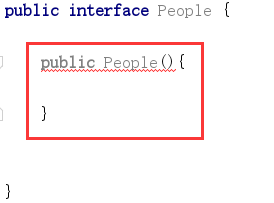 public interface People {
public People(){
}
}